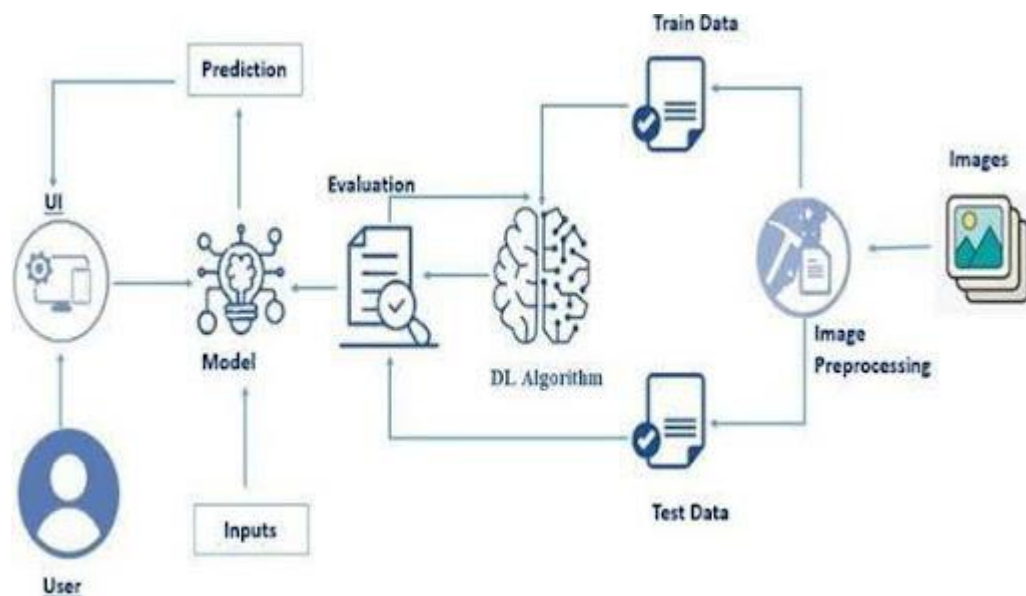 Train Data
Prediction
Images
Evaluation
UI
Image
Preprocessing
Model
DL Algorithm
Test Data
Inputs
User